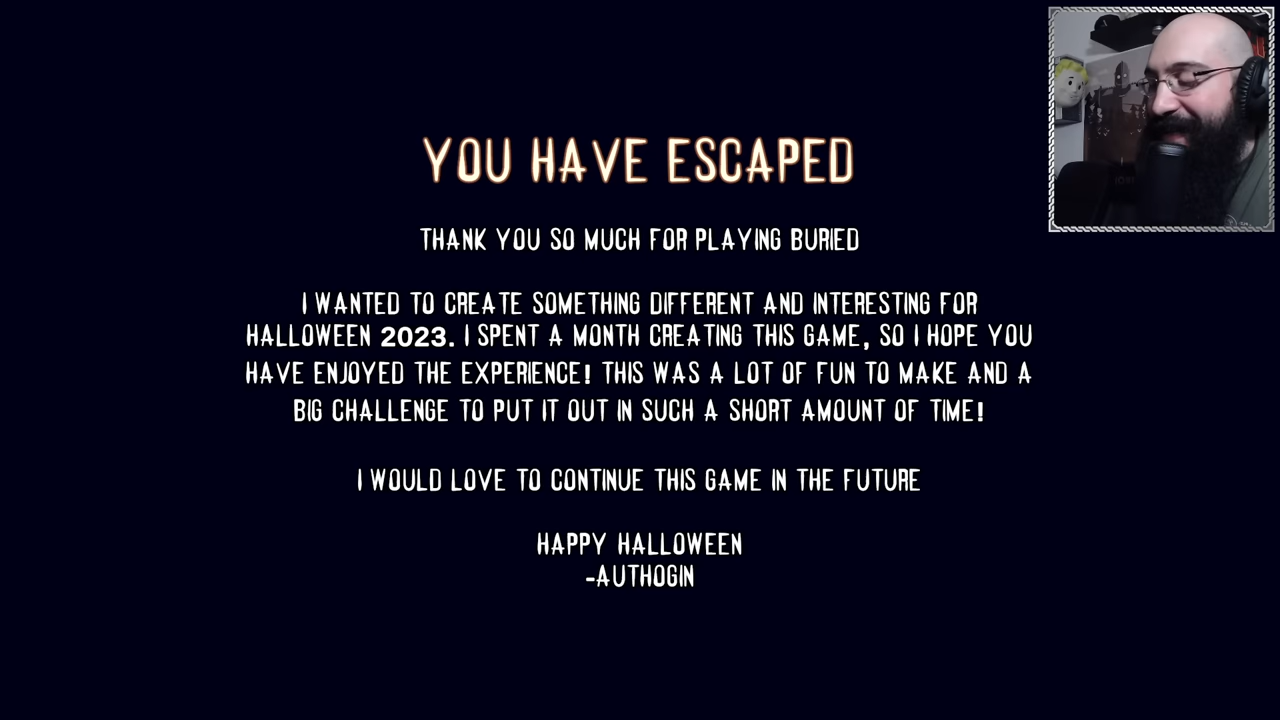 YOU HAVE ESCAPED
THANK YOU SO MUCH FOR PLAYING BURIED
I WANTED TO CREATE SOMETHING DIFFERENT AND INTERESTING FOR
HALLOWEEN 2023. I SPENT A MONTH CREATING THIS GAME, SO I HOPE YOU
HAVE ENJOYED THE EXPERIENCE! THIS WAS A LOT OF FUN TO MAKE AND A
BIG CHALLENGE TO PUT IT OUT IN SUCH A SHORT AMOUNT OF TIME!
I WOULD LOVE TO CONTINUE THIS GAME IN THE FUTURE
HAPPY HALLOWEEN
-AUTHOGIN